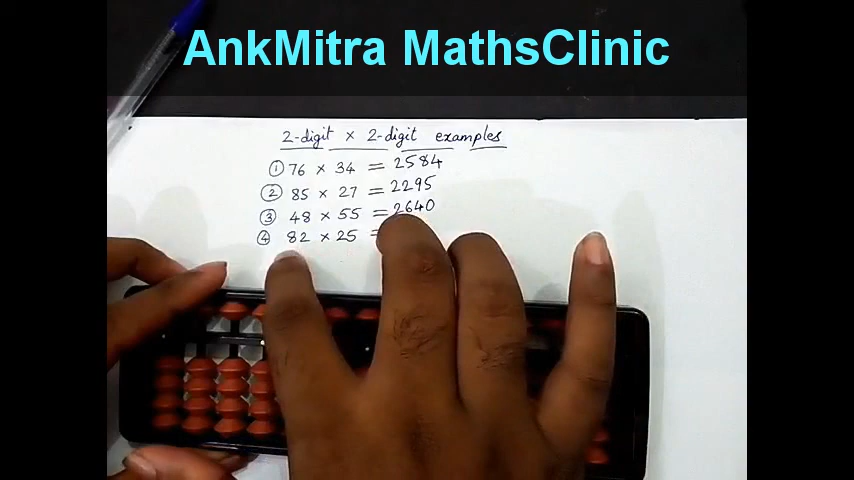 AnkMitra MathsClinic
2-digit × 2-digit examples
① 76 × 34 = 2584
② 85 × 27 = 2295
③ 48 × 55 = 2640
④ 82 × 25 =